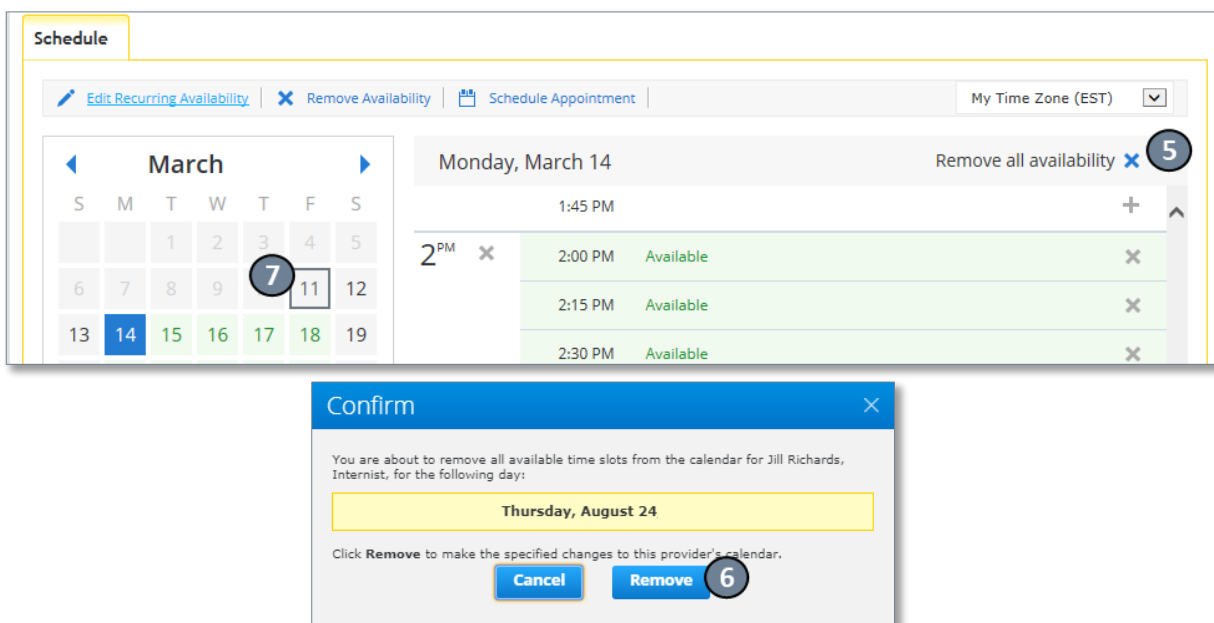 Schedule
Edit Recurring Availability Remove Availability Schedule Appointment My Time Zone (EST)
March
S M T W T F S
1 2 3 4 5
6 7 8 9 7 11 12
13 14 15 16 17 18 19
Monday, March 14 Remove all availability 5
1:45 PM
2 PM 2:00 PM Available
2:15 PM Available
2:30 PM Available
Confirm
You are about to remove all available time slots from the calendar for Jill Richards,
Internist, for the following day:
Thursday, August 24
Click Remove to make the specified changes to this provider's calendar.
Cancel Remove 6